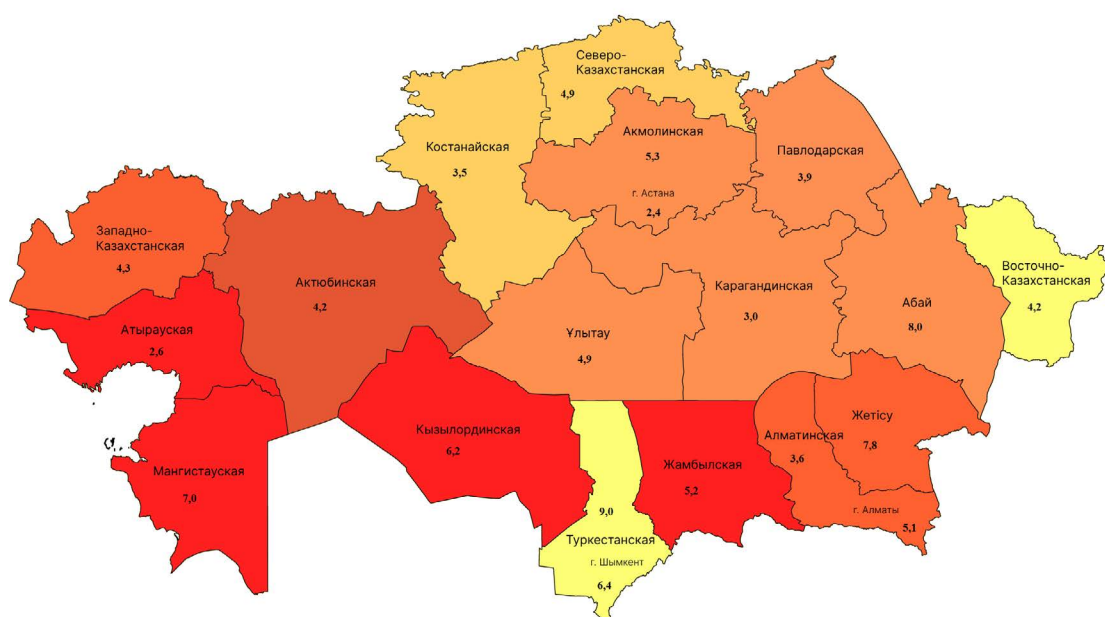 Северо-
Казахстанская
4,9
Костанайская
3,5
Акмолинская
5,3
г. Астана
2,4
Павлодарская
3,9
Западно-
Казахстанская
4,3
Актюбинская
4,2
Атырауская
2,6
Мангистауская
7,0
Кызылординская
6,2
Ұлытау
4,9
Карагандинская
3,0
Абай
8,0
Восточно-
Казахстанская
4,2
Жетісу
7,8
Алматинская
3,6
г. Алматы
5,1
Жамбылская
5,2
9,0
Туркестанская
г. Шымкент
6,4